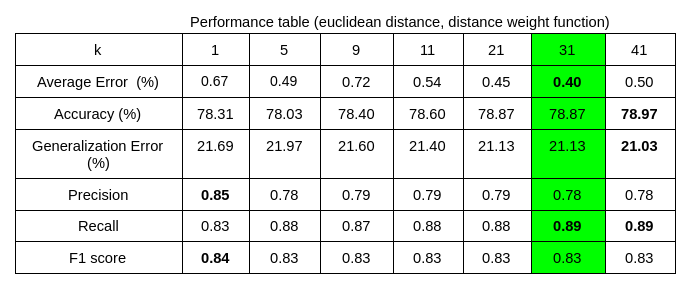 Performance table (euclidean distance, distance weight function)
k 1 5 9 11 21 31 41
Average Error (%) 0.67 0.49 0.72 0.54 0.45 0.40 0.50
Accuracy (%) 78.31 78.03 78.40 78.60 78.87 78.87 78.97
Generalization Error 21.69 21.97 21.60 21.40 21.13 21.13 21.03
(%)
Precision 0.85 0.78 0.79 0.79 0.79 0.78 0.78
Recall 0.83 0.88 0.87 0.88 0.88 0.89 0.89
F1 score 0.84 0.83 0.83 0.83 0.83 0.83 0.83